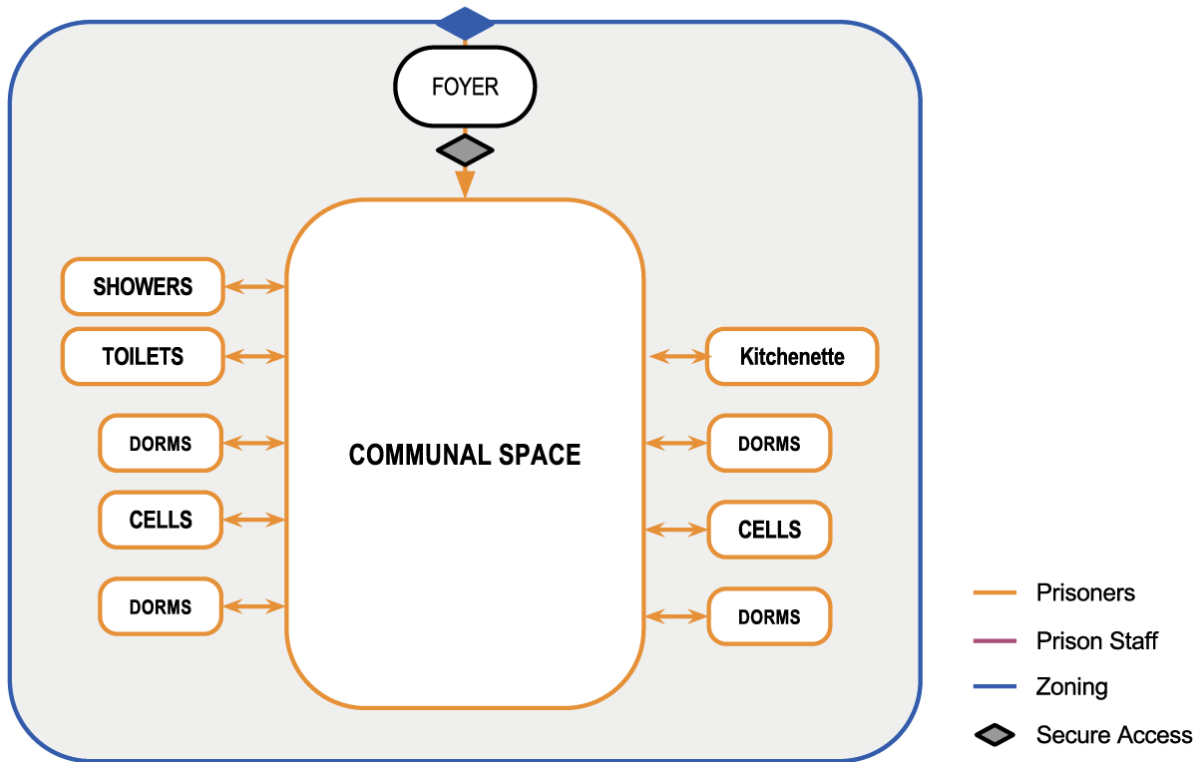 FOYER
SHOWERS
TOILETS
Kitchenette
DORMS
COMMUNAL SPACE
DORMS
CELLS
CELLS
DORMS
DORMS
Prisoners
Prison Staff
Zoning
Secure Access